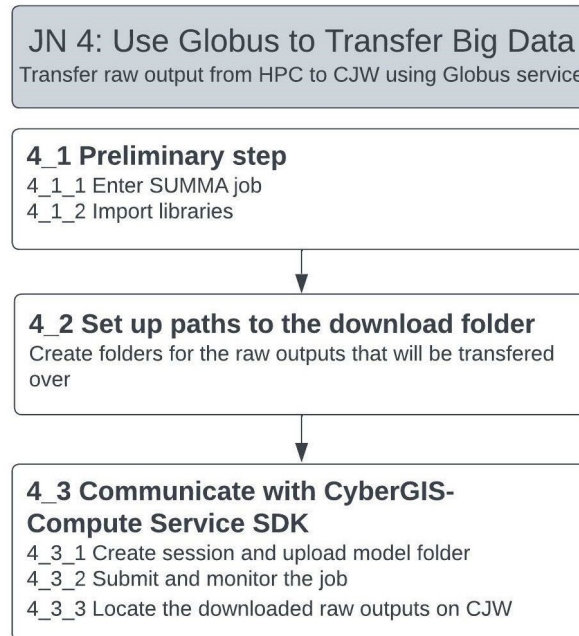 JN 4: Use Globus to Transfer Big Data
Transfer raw output from HPC to CJW using Globus service
4_1 Preliminary step
4_1_1 Enter SUMMA job
4_1_2 Import libraries
4_2 Set up paths to the download folder
Create folders for the raw outputs that will be transfered
over
4_3 Communicate with CyberGIS-
Compute Service SDK
4_3_1 Create session and upload model folder
4_3_2 Submit and monitor the job
4_3_3 Locate the downloaded raw outputs on CJW